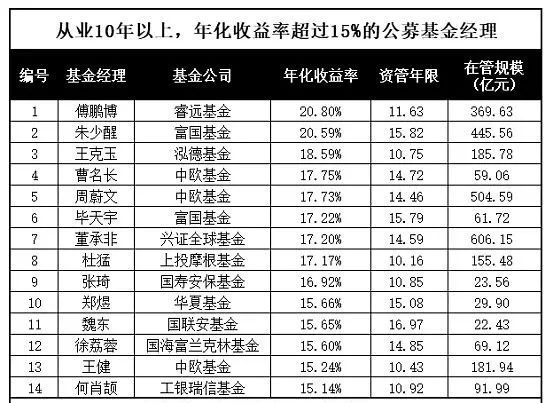 从业10年以上，年化收益率超过15%的公募基金经理
编号 基金经理 基金公司 年化收益率 资管年限 在管规模(亿元)
1 傅鹏博 睿远基金 20.80% 11.63 369.63
2 朱少醒 富国基金 20.59% 15.82 445.56
3 王克玉 泓德基金 18.59% 10.75 185.78
4 曹名长 中欧基金 17.75% 14.72 59.06
5 周蔚文 中欧基金 17.73% 14.46 504.59
6 毕天宇 富国基金 17.22% 15.79 61.72
7 董承非 兴证全球基金 17.20% 14.59 606.15
8 杜猛 上投摩根基金 17.17% 10.16 155.48
9 张琦 国寿安保基金 16.92% 10.85 23.56
10 郑煜 华夏基金 15.66% 15.08 29.90
11 魏东 国联安基金 15.65% 16.97 22.43
12 徐荔蓉 国海富兰克林基金 15.60% 14.85 69.12
13 王健 中欧基金 15.24% 10.43 181.94
14 何肖颉 工银瑞信基金 15.14% 10.92 91.99